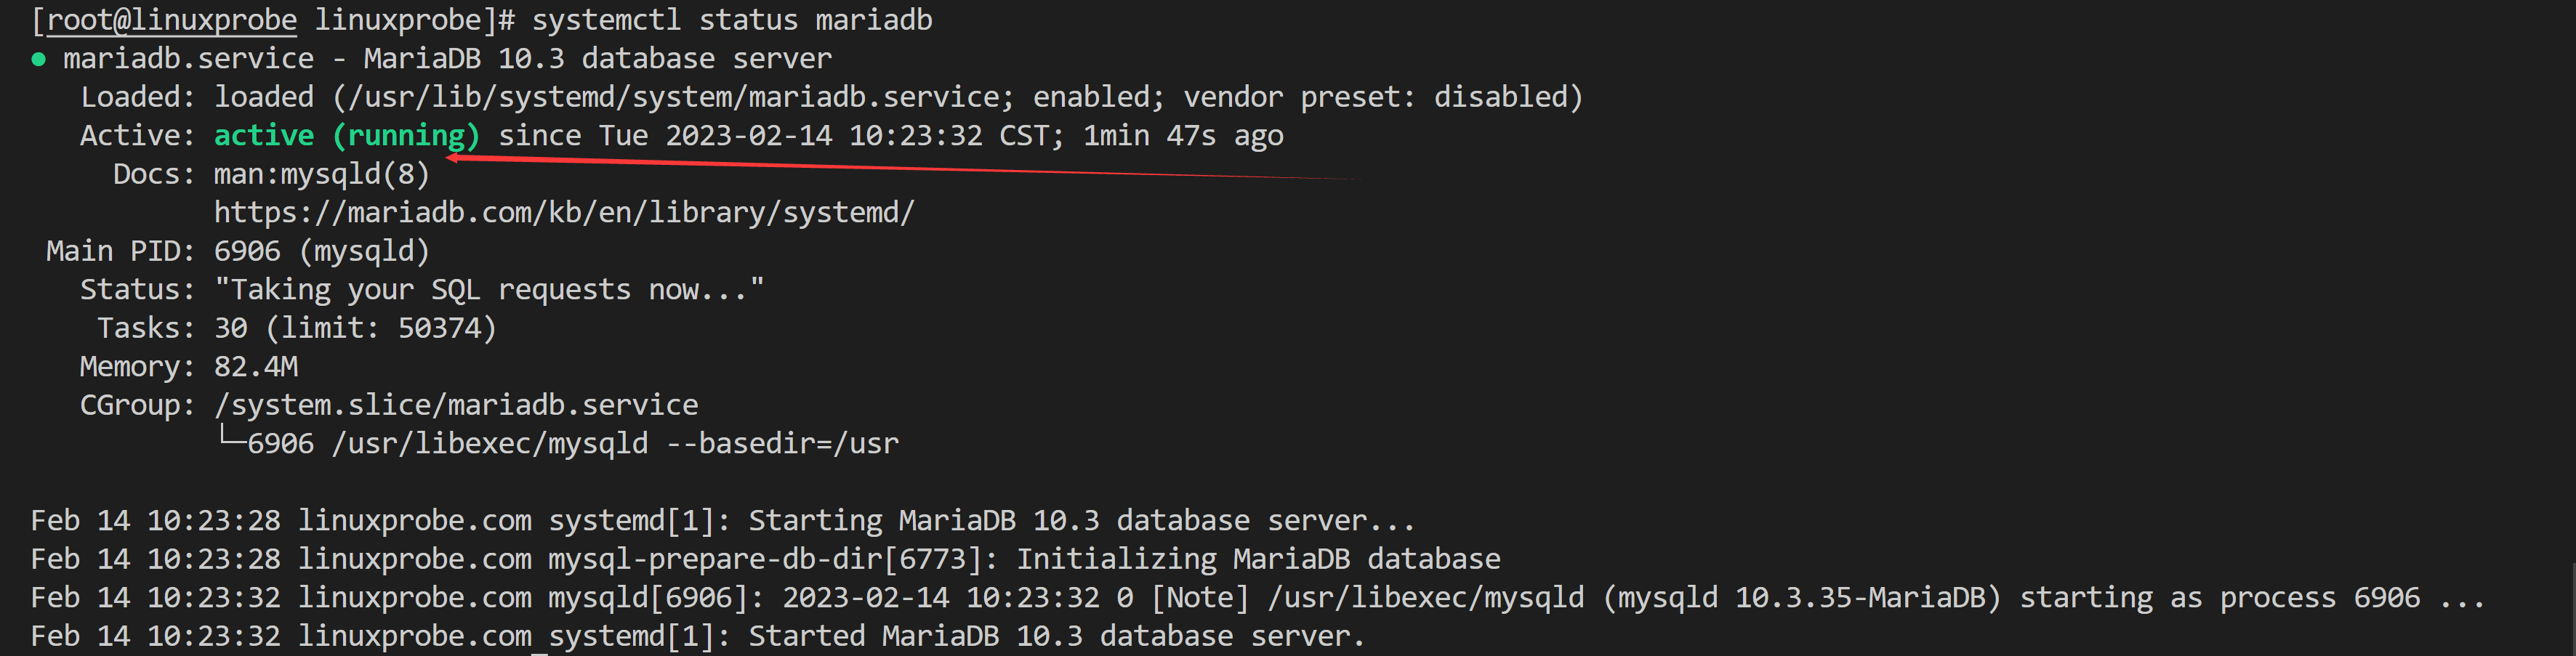 [root@linuxprobe linuxprobe]# systemctl status mariadb
● mariadb.service - MariaDB 10.3 database server
Loaded: loaded (/usr/lib/systemd/system/mariadb.service; enabled; vendor preset: disabled)
Active: active (running) since Tue 2023-02-14 10:23:32 CST; 1min 47s ago
Docs: man:mysqld(8)
https://mariadb.com/kb/en/library/systemd/
Main PID: 6906 (mysqld)
Status: "Taking your SQL requests now..."
Tasks: 30 (limit: 50374)
Memory: 82.4M
CGroup: /system.slice/mariadb.service
└─6906 /usr/libexec/mysqld --basedir=/usr
Feb 14 10:23:28 linuxprobe.com systemd[1]: Starting MariaDB 10.3 database server...
Feb 14 10:23:28 linuxprobe.com mysql-prepare-db-dir[6773]: Initializing MariaDB database
Feb 14 10:23:32 linuxprobe.com mysqld[6906]: 2023-02-14 10:23:32 0 [Note] /usr/libexec/mysqld (mysqld 10.3.35-MariaDB) starting as process 6906 ...
Feb 14 10:23:32 linuxprobe.com systemd[1]: Started MariaDB 10.3 database server.